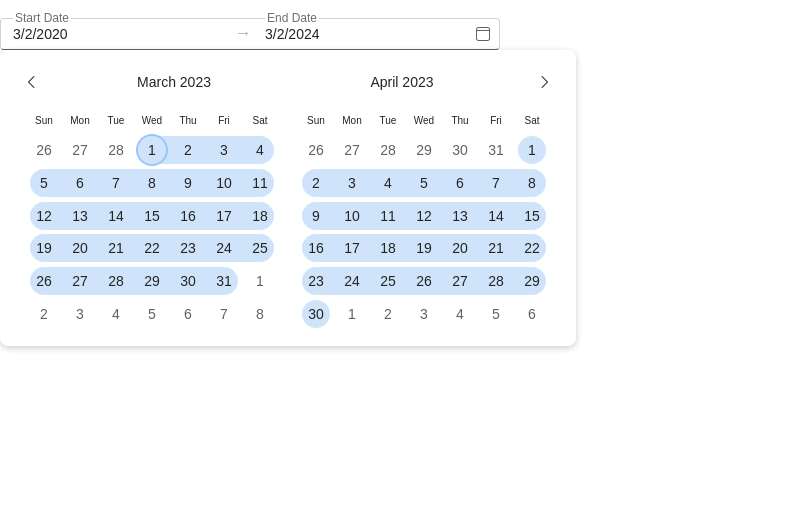 Start Date End Date
3/2/2020 → 3/2/2024
March 2023 April 2023
Sun Mon Tue Wed Thu Fri Sat Sun Mon Tue Wed Thu Fri Sat
26 27 28 1 2 3 4 26 27 28 29 30 31 1
5 6 7 8 9 10 11 2 3 4 5 6 7 8
12 13 14 15 16 17 18 9 10 11 12 13 14 15
19 20 21 22 23 24 25 16 17 18 19 20 21 22
26 27 28 29 30 31 1 23 24 25 26 27 28 29
2 3 4 5 6 7 8 30 1 2 3 4 5 6